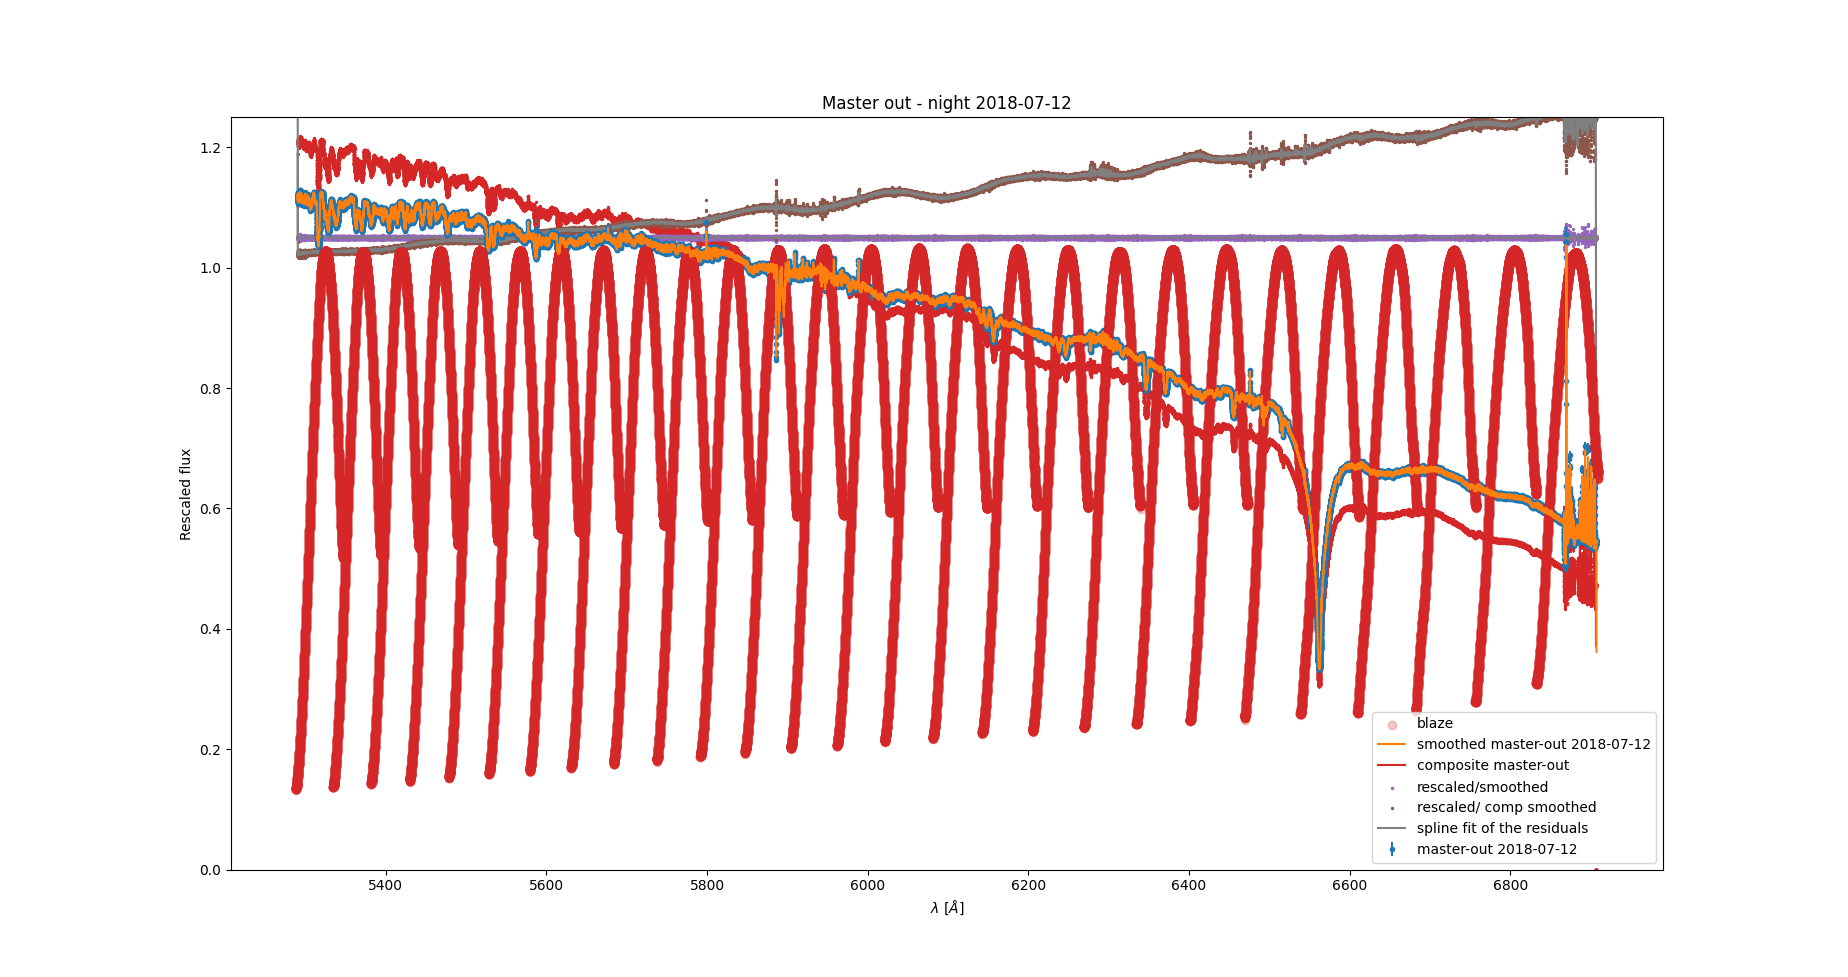 Master out - night 2018-07-12
Rescaled flux
1.2
1.0
0.8
0.6
0.4
0.2
0.0
5400 5600 5800 6000 6200 6400 6600 6800
λ [Å]
blaze
smoothed master-out 2018-07-12
composite master-out
rescaled/smoothed
rescaled/ comp smoothed
spline fit of the residuals
master-out 2018-07-12